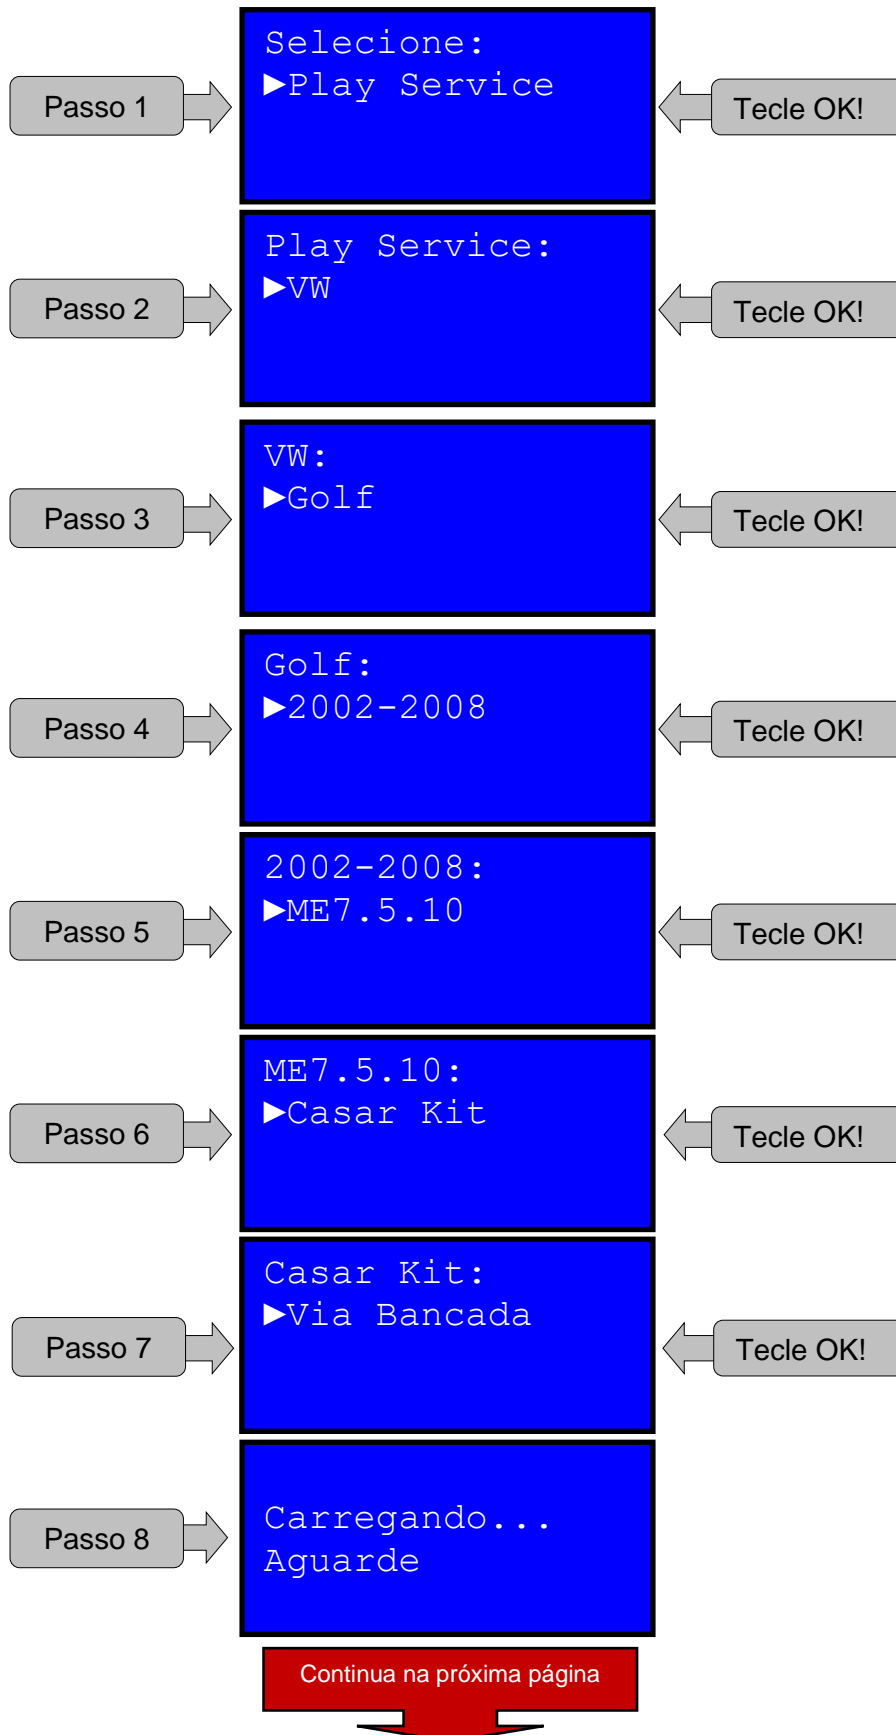 Selecione:
►Play Service
Passo 1
Tecle OK!
Play Service:
►VW
Passo 2
Tecle OK!
VW:
►Golf
Passo 3
Tecle OK!
Golf:
►2002-2008
Passo 4
Tecle OK!
2002-2008:
►ME7.5.10
Passo 5
Tecle OK!
ME7.5.10:
►Casar Kit
Passo 6
Tecle OK!
Casar Kit:
►Via Bancada
Passo 7
Tecle OK!
Carregando...
Aguarde
Passo 8
Continua na próxima página